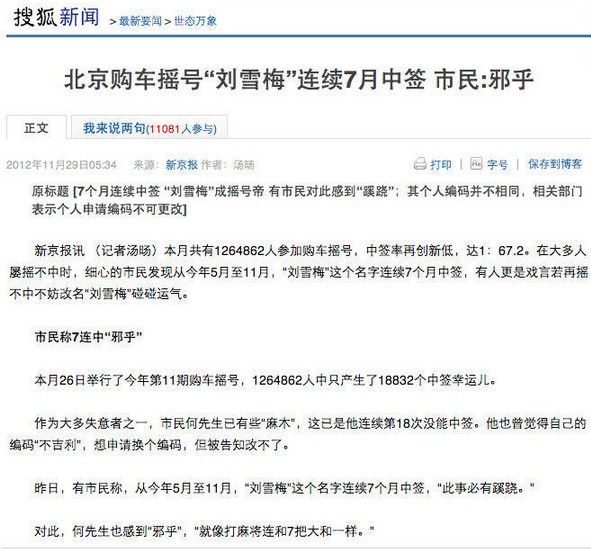 搜狐新闻 > 最新要闻 > 世态万象
北京购车摇号“刘雪梅”连续7月中签 市民:邪乎
正文 我来说两句(11081人参与)
2012年11月29日05:34 来源：新京报 作者：汤旸 打印 | 字号 | 保存到博客
原标题 [7个月连续中签 “刘雪梅”成摇号帝 有市民对此感到“蹊跷”；其个人编码并不相同，相关部门
表示个人申请编码不可更改]
新京报讯 （记者汤旸）本月共有1264862人参加购车摇号，中签率再创新低，达1：67.2。在大多人
屡摇不中时，细心的市民发现从今年5月至11月，“刘雪梅”这个名字连续7个月中签，有人更是戏言若再摇
不中不妨改名“刘雪梅”碰碰运气。
市民称7连中“邪乎”
本月26日举行了今年第11期购车摇号，1264862人中只产生了18832个中签幸运儿。
作为大多失意者之一，市民何先生已有些“麻木”，这已是他连续第18次没能中签。他也曾觉得自己的
编码“不吉利”，想申请换个编码，但被告知改不了。
昨日，有市民称，从今年5月至11月，“刘雪梅”这个名字连续7个月中签，“此事必有蹊跷。”
对此，何先生也感到“邪乎”，“就像打麻将连和7把大和一样。”